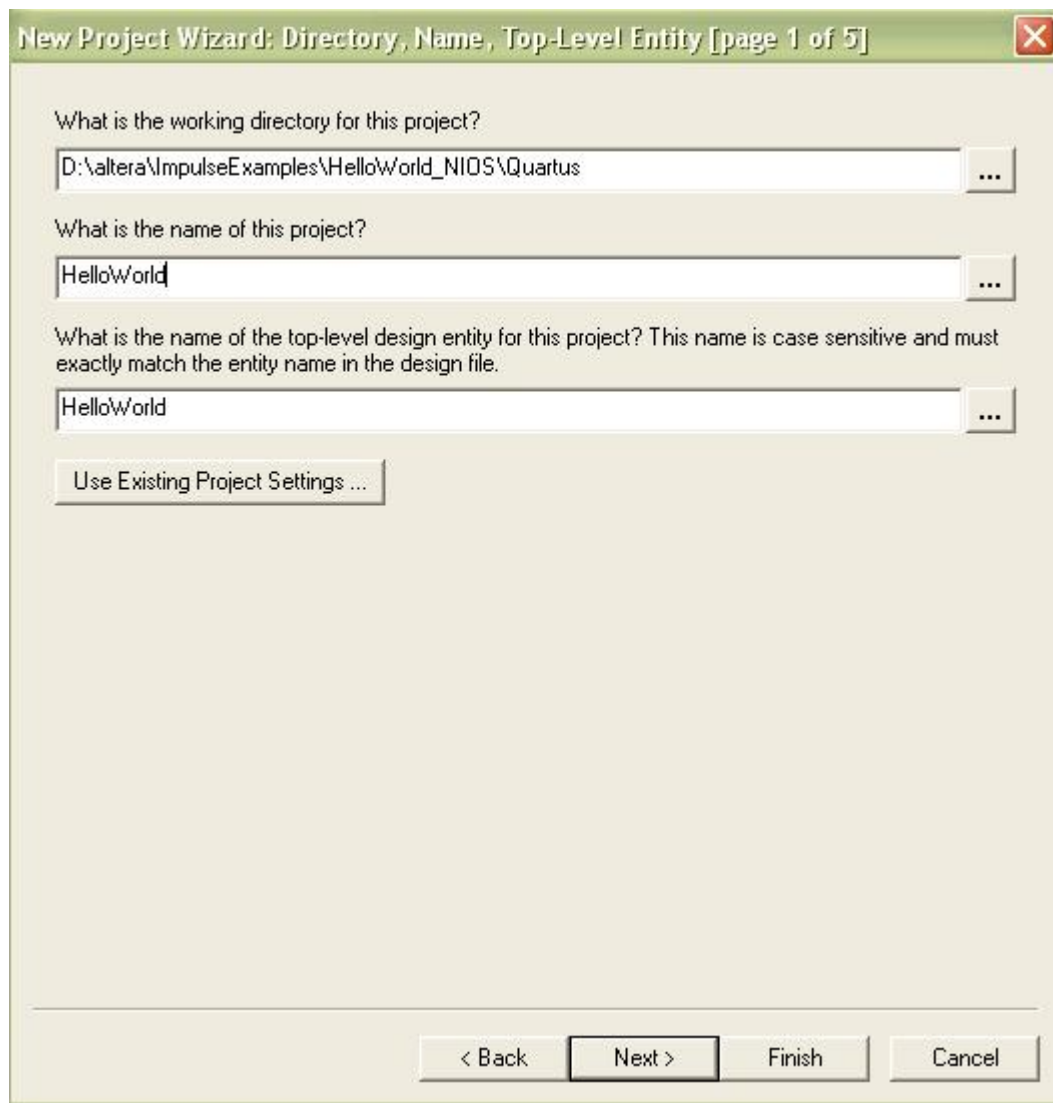 New Project Wizard: Directory, Name, Top-Level Entity [page 1 of 5]
What is the working directory for this project?
D:\altera\ImpulseExamples\HelloWorld_NIOS\Quartus
...
What is the name of this project?
HelloWorld
...
What is the name of the top-level design entity for this project? This name is case sensitive and must
exactly match the entity name in the design file.
HelloWorld
...
Use Existing Project Settings ...
< Back
Next >
Finish
Cancel